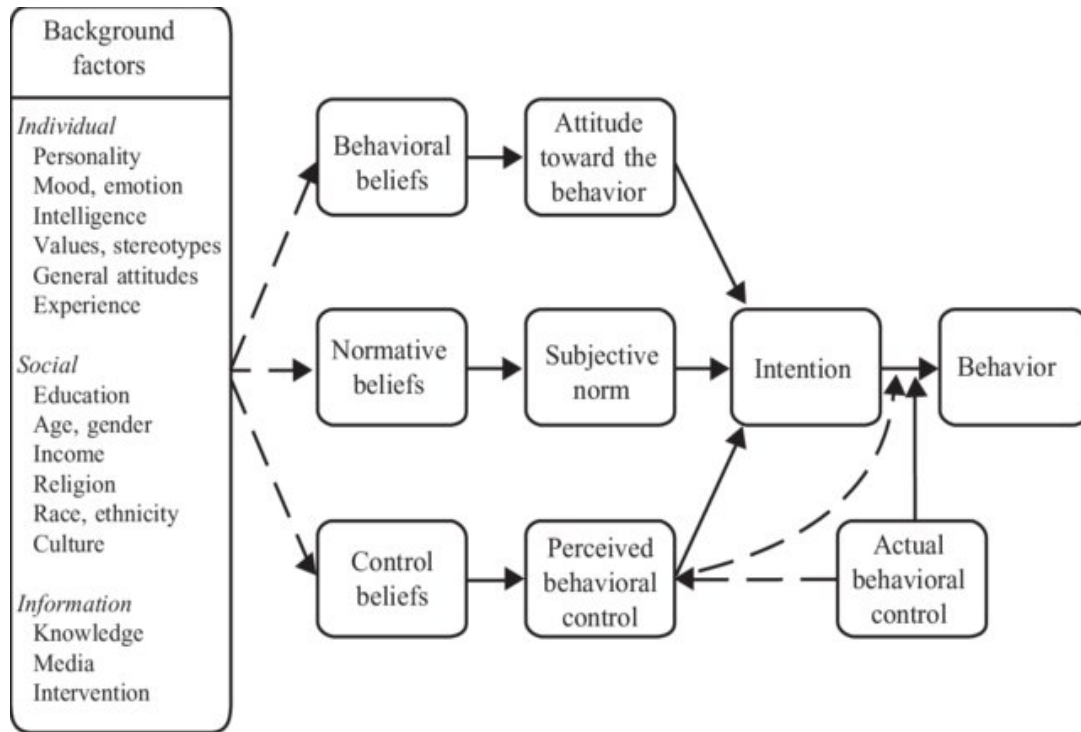 Background
factors
Individual
Personality
Mood, emotion
Intelligence
Values, stereotypes
General attitudes
Experience
Social
Education
Age, gender
Income
Religion
Race, ethnicity
Culture
Information
Knowledge
Media
Intervention
Behavioral
beliefs
Attitude
toward the
behavior
Normative
beliefs
Subjective
norm
Intention
Behavior
Control
beliefs
Perceived
behavioral
control
Actual
behavioral
control